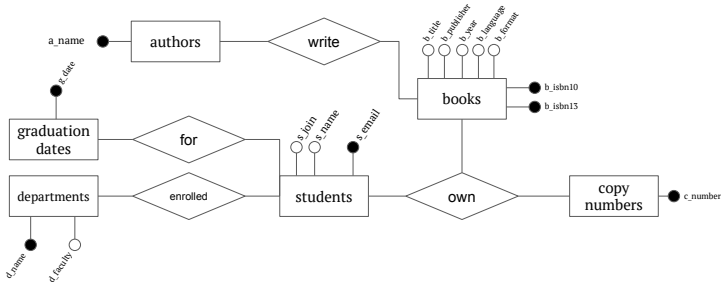 b_title
b_publisher
b_year
b_language
b_format
a_name
authors
write
g_date
books
b_isbn10
b_isbn13
graduation
dates
for
s_join
s_name
s_email
departments
enrolled
students
own
copy
numbers
c_number
d_name
d_faculty